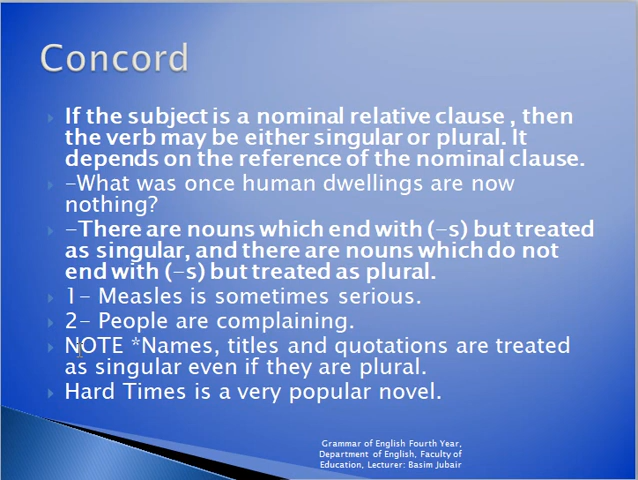 Concord
If the subject is a nominal relative clause , then
the verb may be either singular or plural. It
depends on the reference of the nominal clause.
-What was once human dwellings are now
nothing?
-There are nouns which end with (-s) but treated
as singular, and there are nouns which do not
end with (-s) but treated as plural.
1- Measles is sometimes serious.
2- People are complaining.
NOTE *Names, titles and quotations are treated
as singular even if they are plural.
Hard Times is a very popular novel.
Grammar of English Fourth Year,
Department of English, Faculty of
Education, Lecturer: Basim Jubair